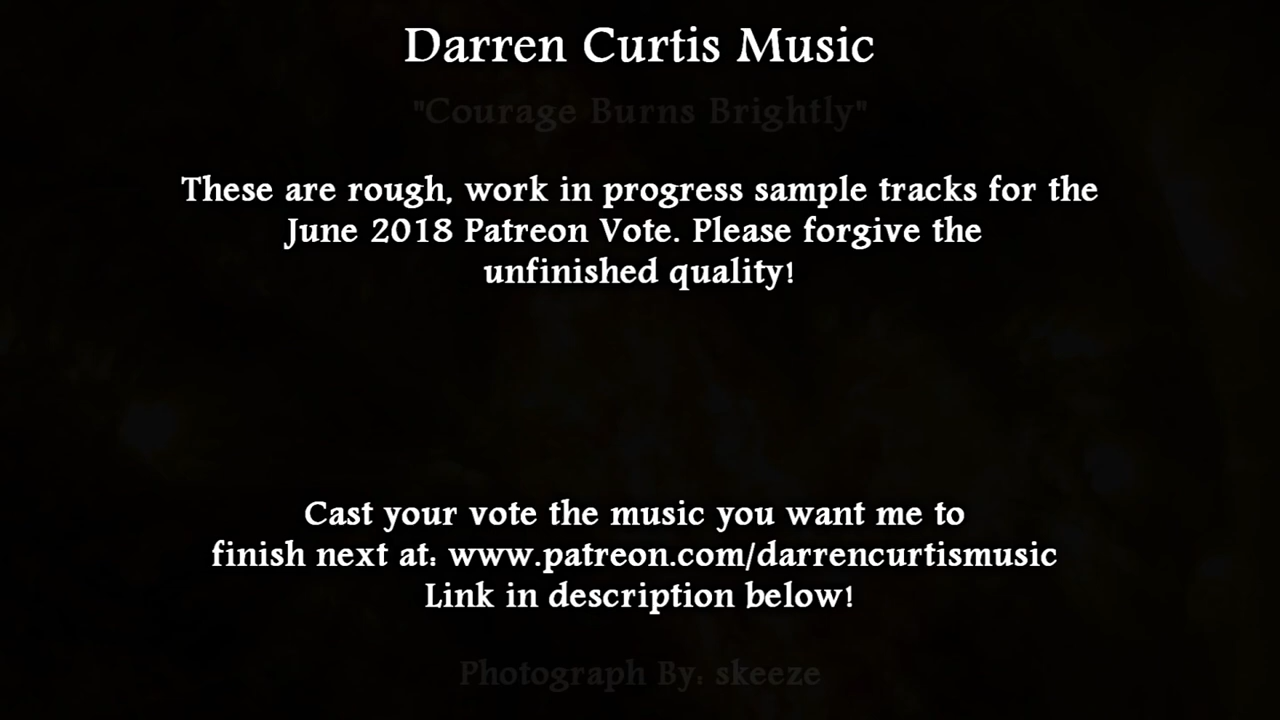 Darren Curtis Music
"Courage Burns Brightly"
These are rough, work in progress sample tracks for the
June 2018 Patreon Vote. Please forgive the
unfinished quality!
Cast your vote the music you want me to
finish next at: www.patreon.com/darrencurtismusic
Link in description below!
Photograph By: skeeze